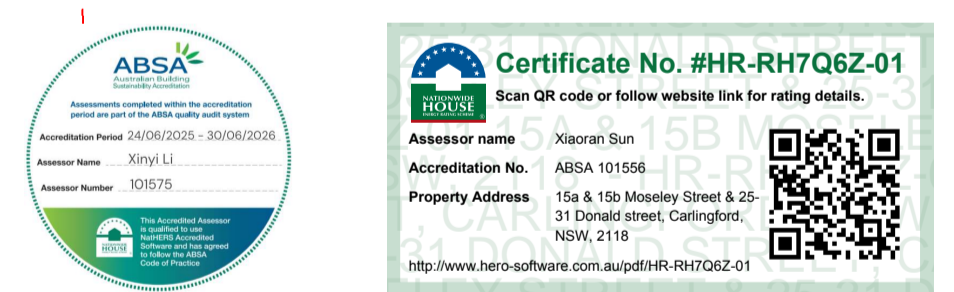 ABSA
Australian Building
Sustainability Accreditation
Assessments completed within the accreditation
period are part of the ABSA quality audit system
Accreditation Period 24/06/2025 – 30/06/2026
Assessor Name Xinyi Li
Assessor Number 101575
NATIONWIDE
HOUSE
This Accredited Assessor
is qualified to use
NatHERS Accredited
Software and has agreed
to follow the ABSA
Code of Practice
NATIONWIDE
HOUSE
ENERGY RATING SCHEME
Certificate No. #HR-RH7Q6Z-01
Scan QR code or follow website link for rating details.
Assessor name Xiaoran Sun
Accreditation No. ABSA 101556
Property Address 15a & 15b Moseley Street & 25-
31 Donald street, Carlingford,
NSW, 2118
http://www.hero-software.com.au/pdf/HR-RH7Q6Z-01